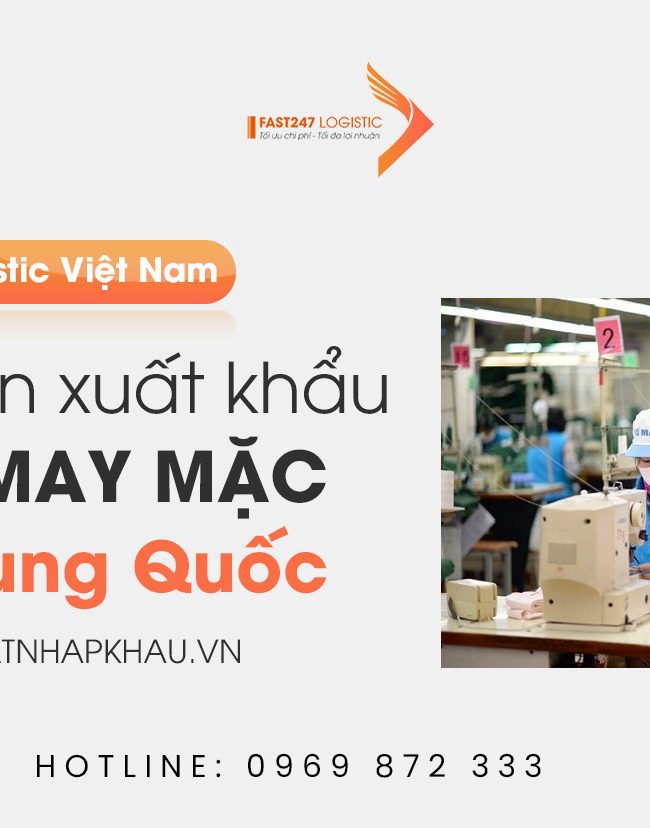 FAST247 LOGISTIC
Tối ưu chi phí - Tối đa lợi nhuận
stic Việt Nam
n xuất khẩu
MAY MẶC
ung Quốc
TNHAPKHAU.VN
HOTLINE: 0969 872 333
2